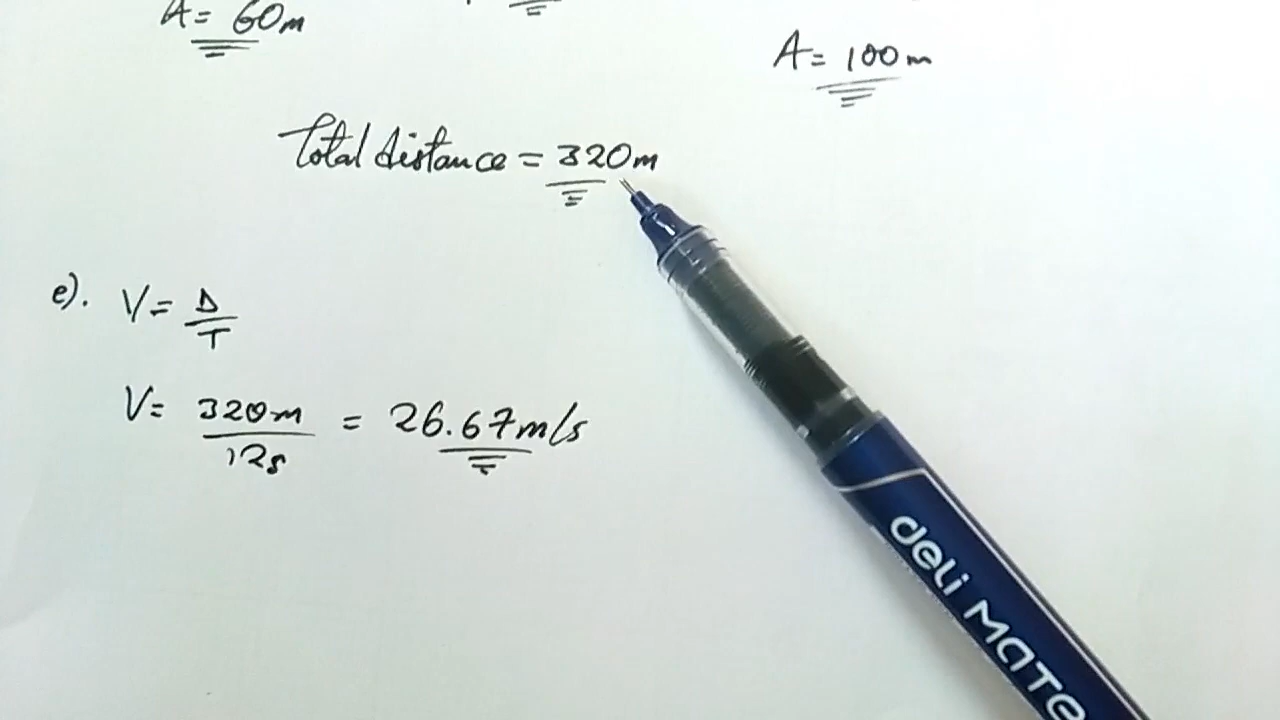 A = 60m
A = 100m
Total distance = 320m
e). V = D/T
V = 320m/12s = 26.67m/s
deli MATE